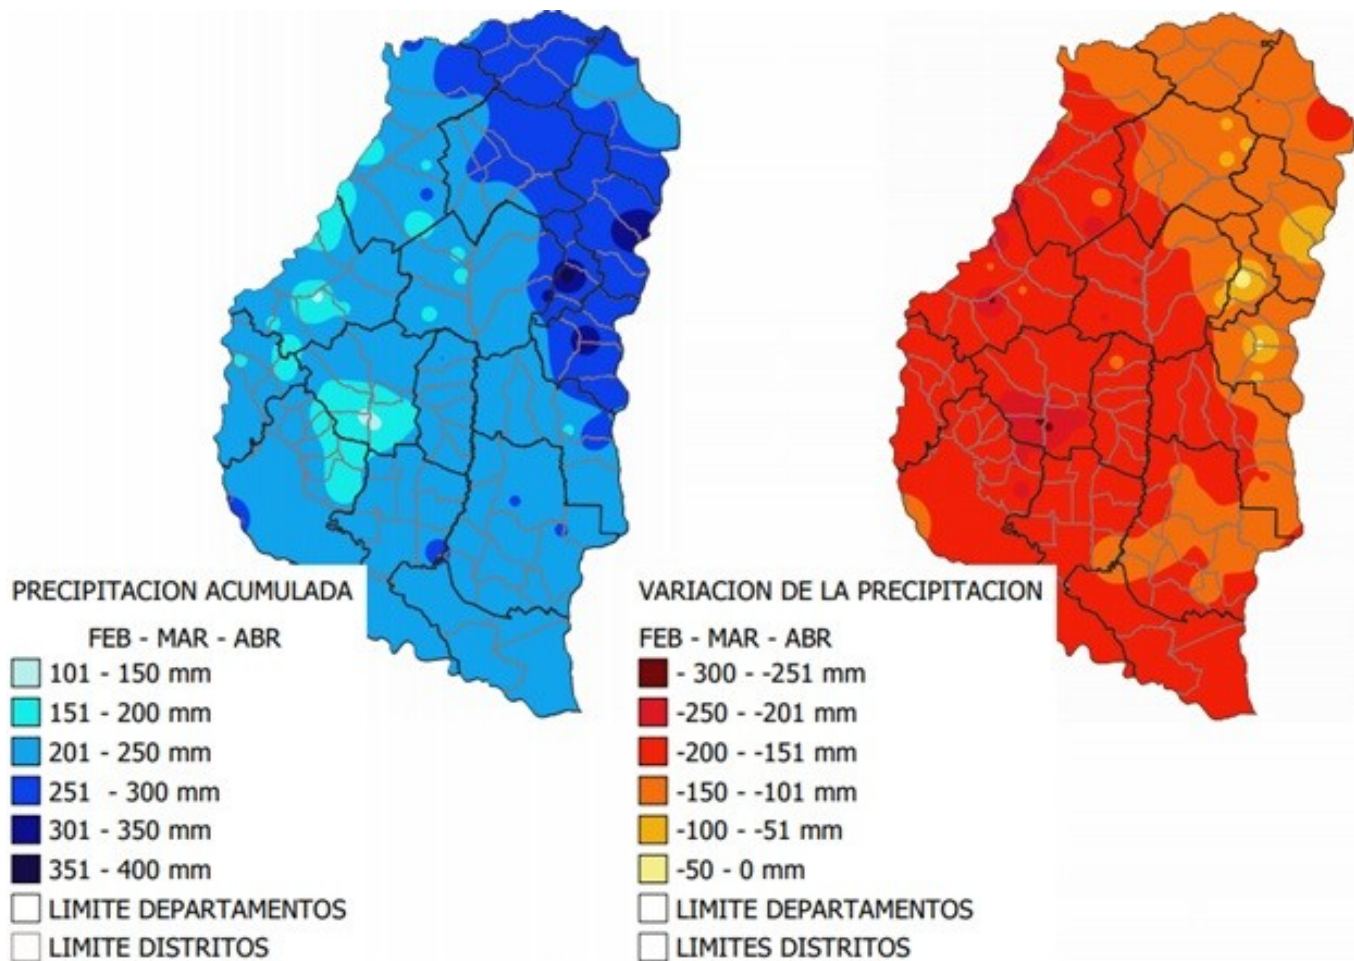 PRECIPITACION ACUMULADA
FEB - MAR - ABR
101 - 150 mm
151 - 200 mm
201 - 250 mm
251 - 300 mm
301 - 350 mm
351 - 400 mm
LIMITE DEPARTAMENTOS
LIMITE DISTRITOS
VARIACION DE LA PRECIPITACION
FEB - MAR - ABR
- 300 - -251 mm
-250 - -201 mm
-200 - -151 mm
-150 - -101 mm
-100 - -51 mm
-50 - 0 mm
LIMITE DEPARTAMENTOS
LIMITES DISTRITOS